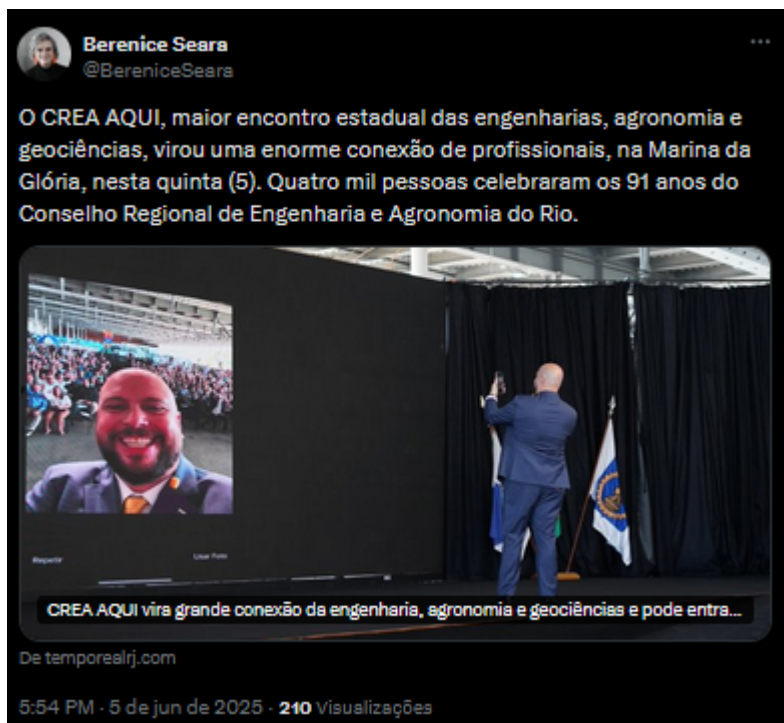 Berenice Seara
@BereniceSeara
O CREA AQUI, maior encontro estadual das engenharias, agronomia e
geociências, virou uma enorme conexão de profissionais, na Marina da
Glória, nesta quinta (5). Quatro mil pessoas celebraram os 91 anos do
Conselho Regional de Engenharia e Agronomia do Rio.
Repetir
Usar Foto
CREA AQUI vira grande conexão da engenharia, agronomia e geociências e pode entra...
De temporealrj.com
5:54 PM · 5 de jun de 2025 · 210 Visualizações